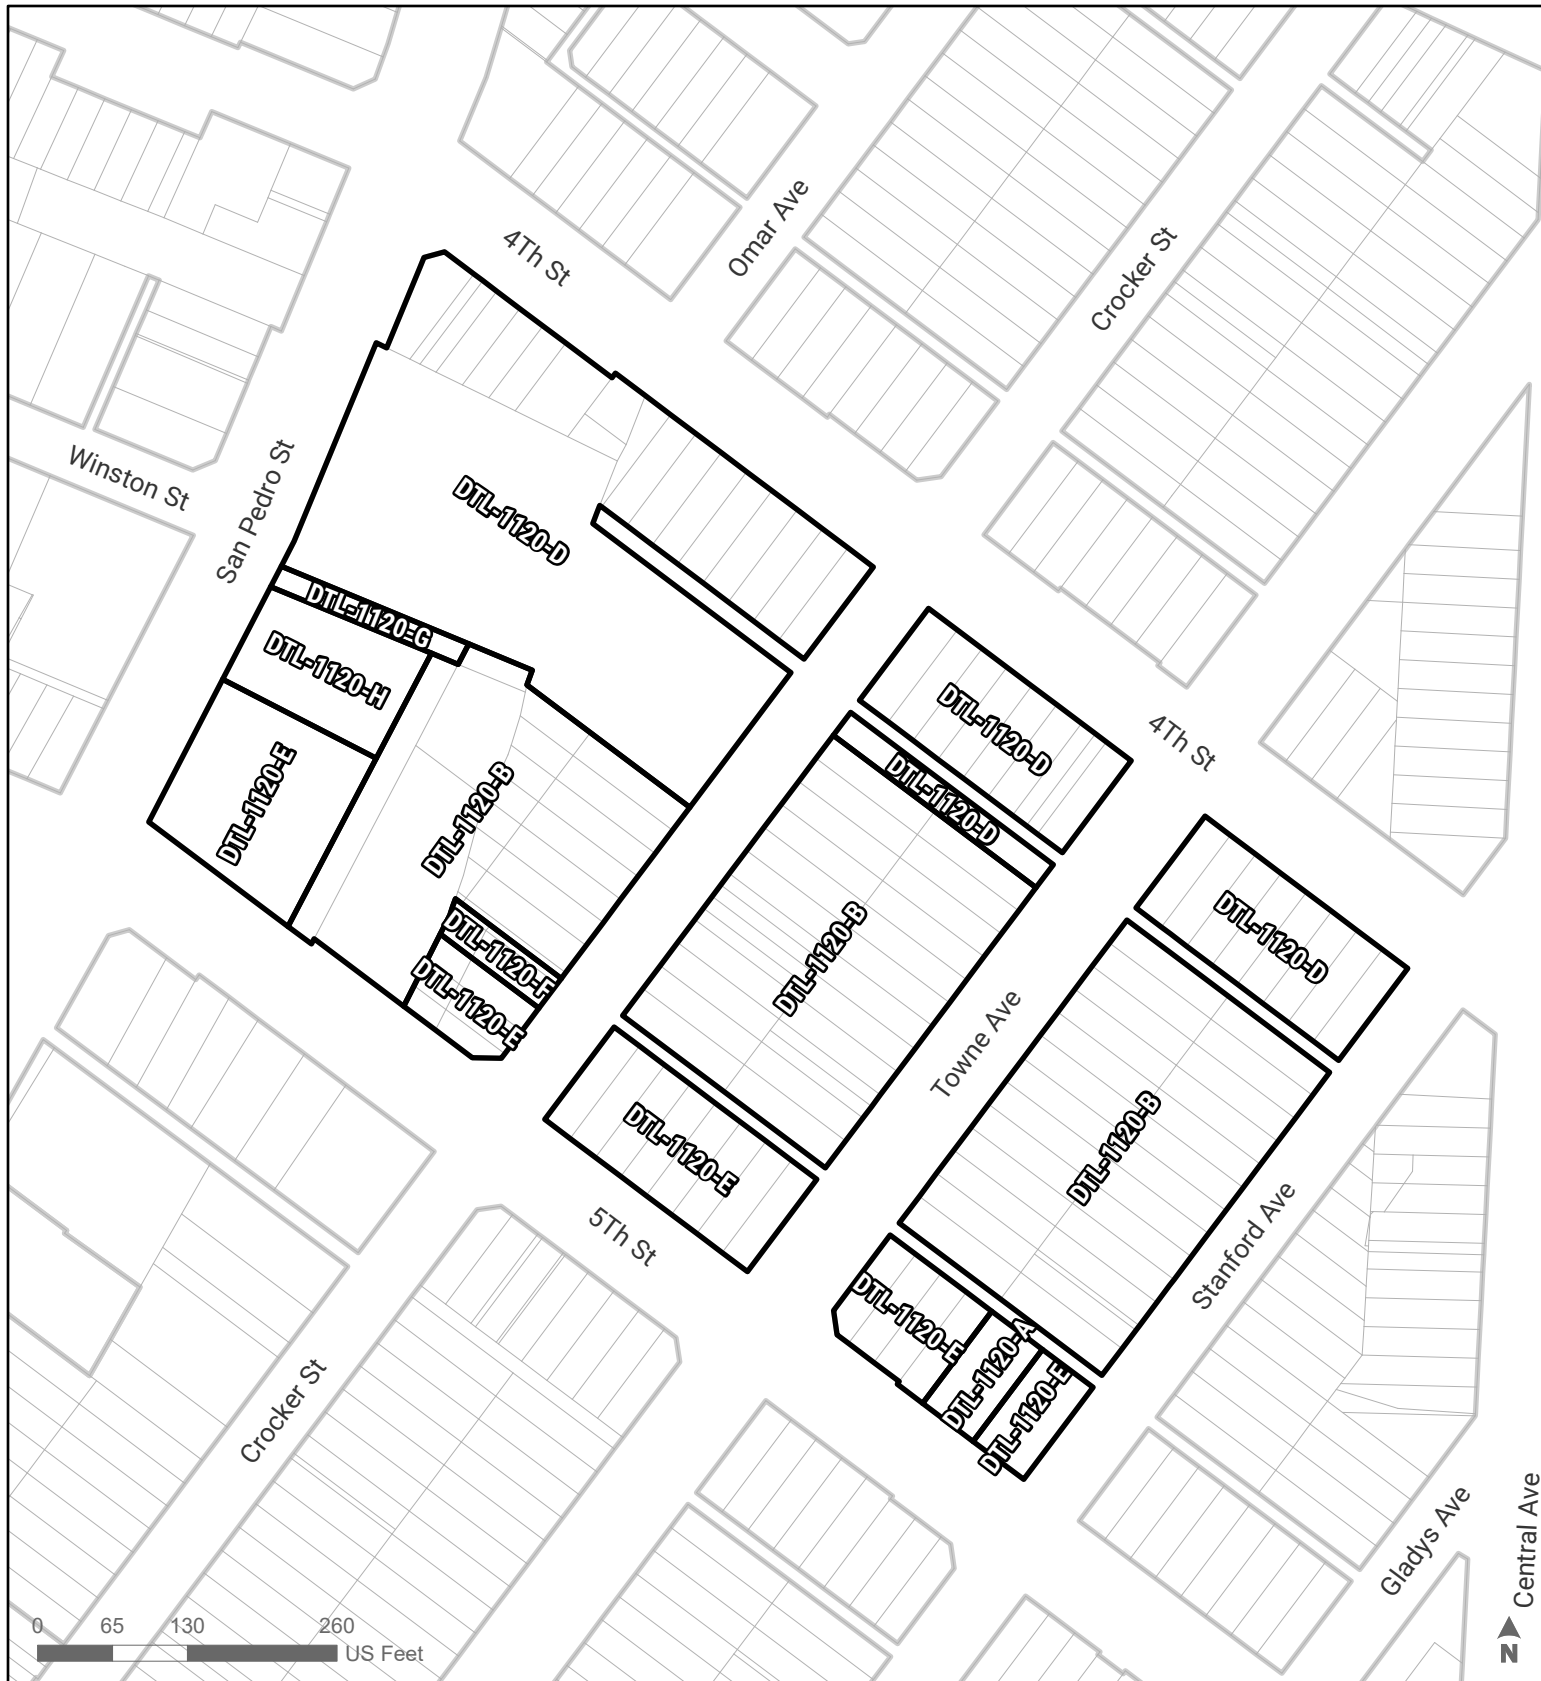 4Th St
Omar Ave
Crocker St
Winston St
San Pedro St
DTL-1120-D
DTL-1120-G
DTL-1120-H
DTL-1120-E
DTL-1120-B
DTL-1120-F
DTL-1120-E
DTL-1120-D
DTL-1120-D
DTL-1120-B
DTL-1120-E
4Th St
DTL-1120-D
DTL-1120-B
Towne Ave
Stanford Ave
5Th St
DTL-1120-E
DTL-1120-A
DTL-1120-E
Crocker St
Gladys Ave
Central Ave
0 65 130 260
US Feet
N